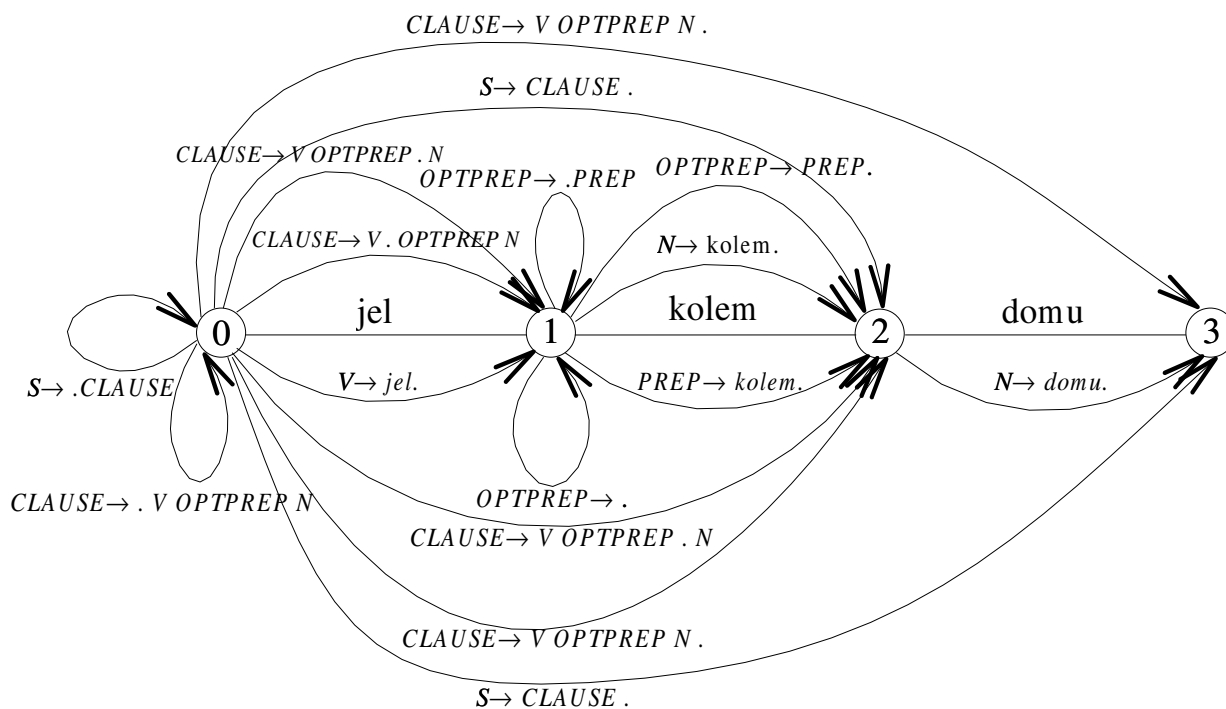 CLAUSE→ V OPTPREP N .
S→ CLAUSE .
CLAUSE→ V OPTPREP . N
OPTPREP→ .PREP
OPTPREP→ PREP.
CLAUSE→ V . OPTPREP N
N→ kolem.
jel
kolem
domu
0
1
2
3
S→ .CLAUSE
V→ jel.
PREP→ kolem.
N→ domu.
CLAUSE→ . V OPTPREP N
OPTPREP→ .
CLAUSE→ V OPTPREP . N
CLAUSE→ V OPTPREP N .
S→ CLAUSE .